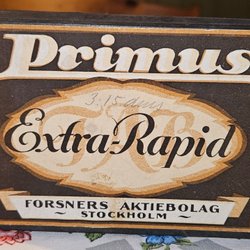 Primus
Extra-Rapid
FORSNERS AKTIEBOLAG
~ STOCKHOLM ~